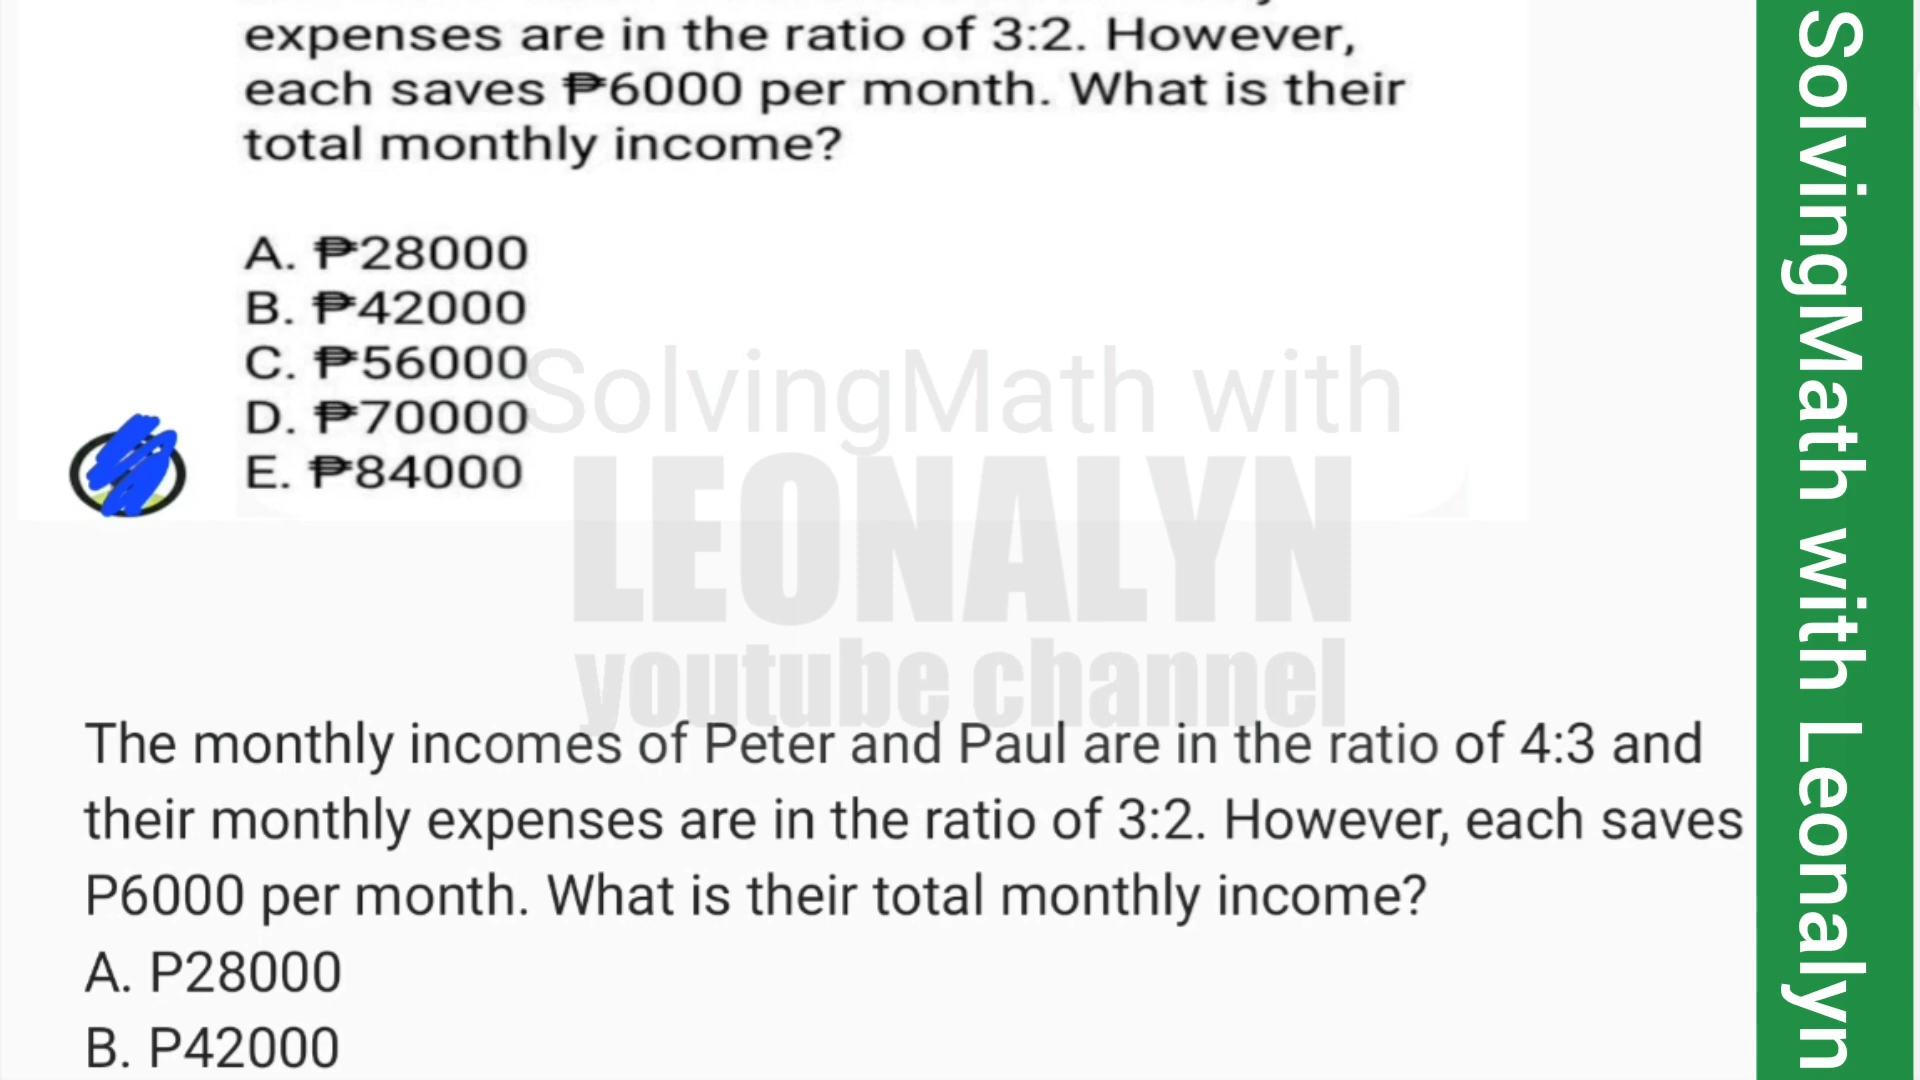 expenses are in the ratio of 3:2. However,
each saves ₱6000 per month. What is their
total monthly income?
A. ₱28000
B. ₱42000
C. ₱56000
D. ₱70000
E. ₱84000
SolvingMath with
LEONALYN
youtube channel
The monthly incomes of Peter and Paul are in the ratio of 4:3 and
their monthly expenses are in the ratio of 3:2. However, each saves
P6000 per month. What is their total monthly income?
A. P28000
B. P42000
SolvingMath with Leonalyn